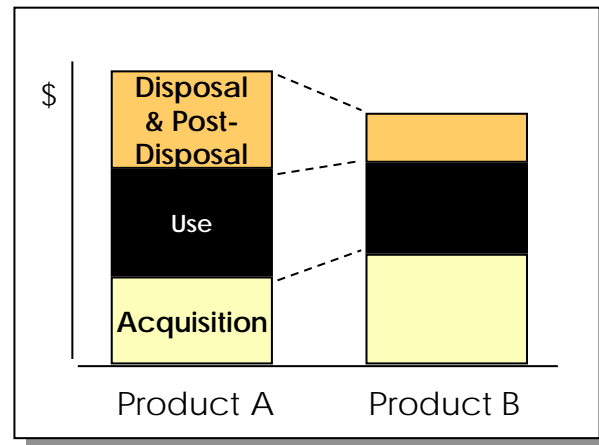 $
Disposal
& Post-
Disposal
Use
Acquisition
Product A
Product B